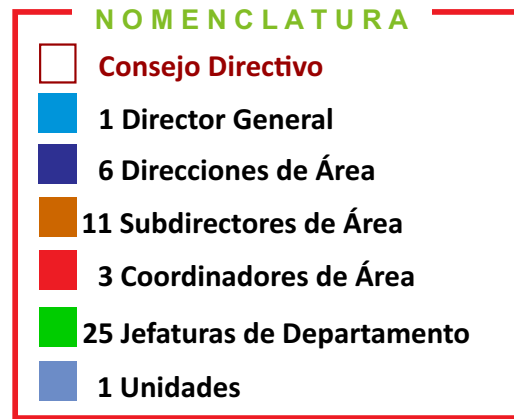 NOMENCLATURA
Consejo Directivo
1 Director General
6 Direcciones de Área
11 Subdirectores de Área
3 Coordinadores de Área
25 Jefaturas de Departamento
1 Unidades